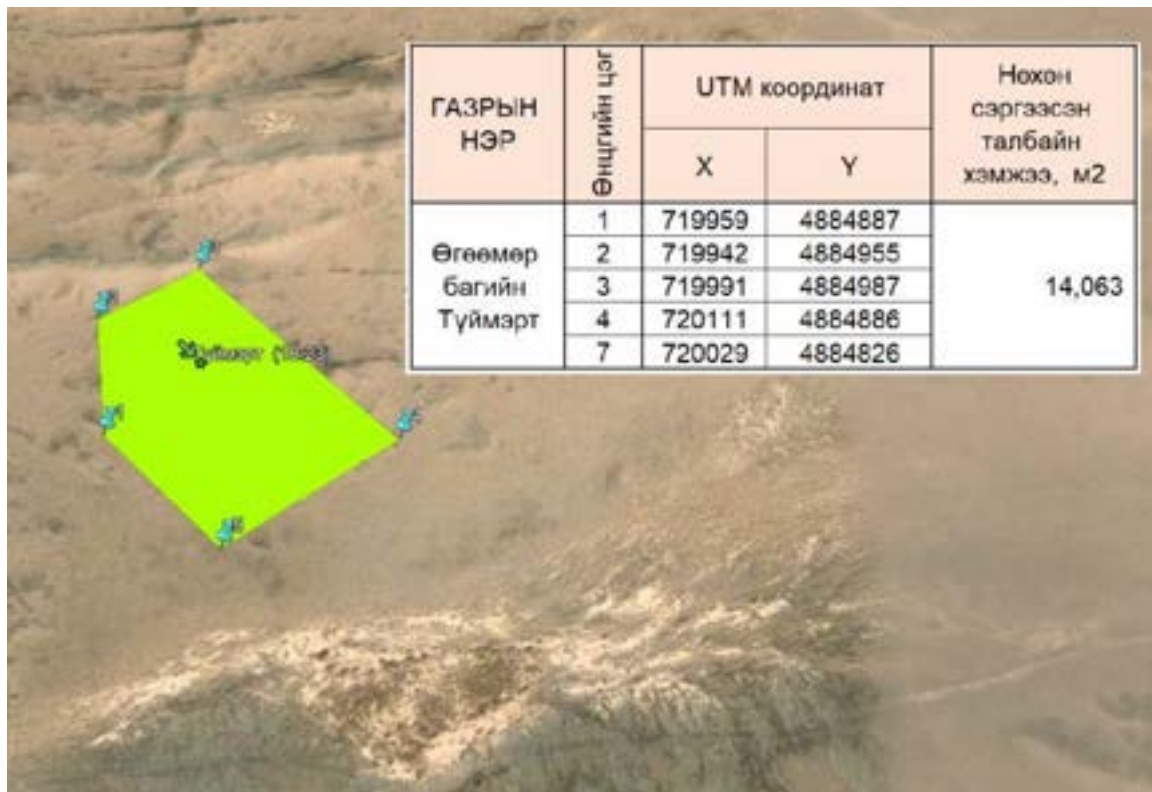 ГАЗРЫН
НЭР
Өнцгийн цэг
UTM координат
Нөхөн
сэргээсэн
талбайн
хэмжээ, м2
X
Y
Өгөөмөр
багийн
Түймэрт
1 719959 4884887
2 719942 4884955
3 719991 4884987
4 720111 4884886
7 720029 4884826
14,063